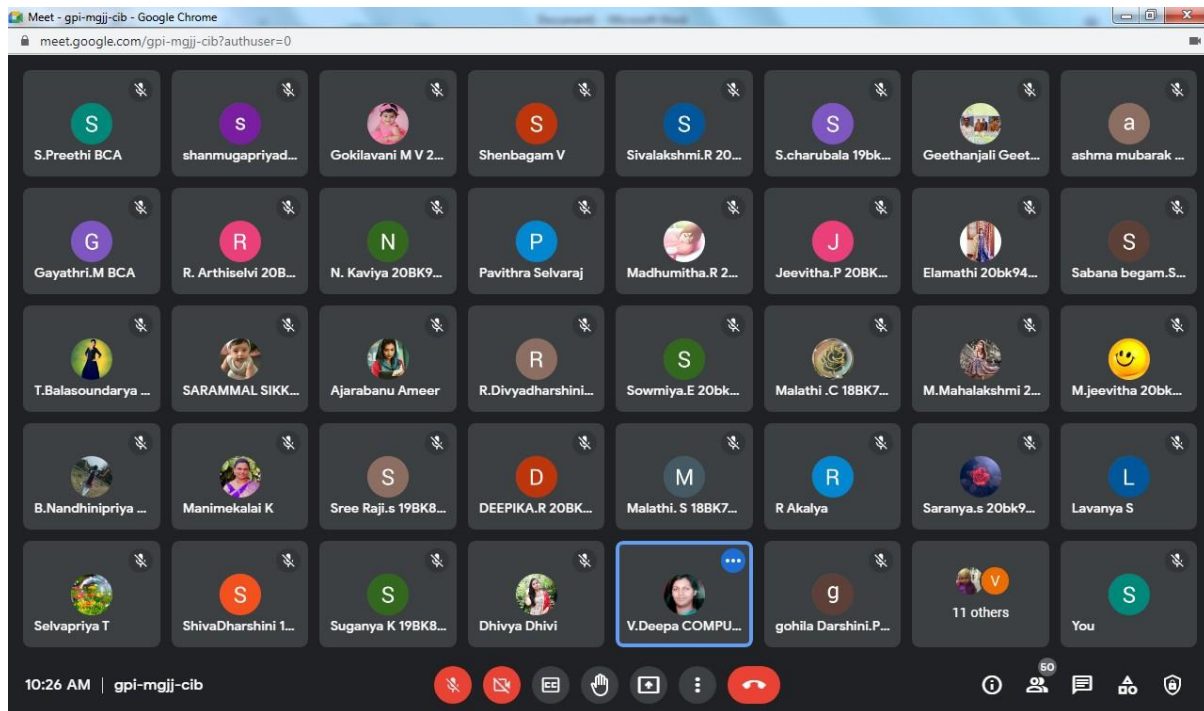 Meet - gpi-mgjj-cib - Google Chrome
meet.google.com/gpi-mgjj-cib?authuser=0
S S S S S S a
S.Preethi BCA shanmugapriyad... Gokilavani M V 2... Shenbagam V Sivalakshmi.R 20... S.charubala 19bk... Geethanjali Geet... ashma mubarak ...
G R N P J S
Gayathri.M BCA R. Arthiselvi 20B... N. Kaviya 20BK9... Pavithra Selvaraj Madhumitha.R 2... Jeevitha.P 20BK... Elamathi 20bk94... Sabana begam.S...
R S
T.Balasoundarya ... SARAMMAL SIKK... Ajarabanu Ameer R.Divyadharshini... Sowmiya.E 20bk... Malathi .C 18BK7... M.Mahalakshmi 2... M.jeevitha 20bk...
S D M R L
B.Nandhinipriya ... Manimekalai K Sree Raji.s 19BK8... DEEPIKA.R 20BK... Malathi. S 18BK7... R Akalya Saranya.s 20bk9... Lavanya S
S S g V S
Selvapriya T ShivaDharshini 1... Suganya K 19BK8... Dhivya Dhivi V.Deepa COMPU... gohila Darshini.P... 11 others You
10:26 AM | gpi-mgjj-cib CC 50